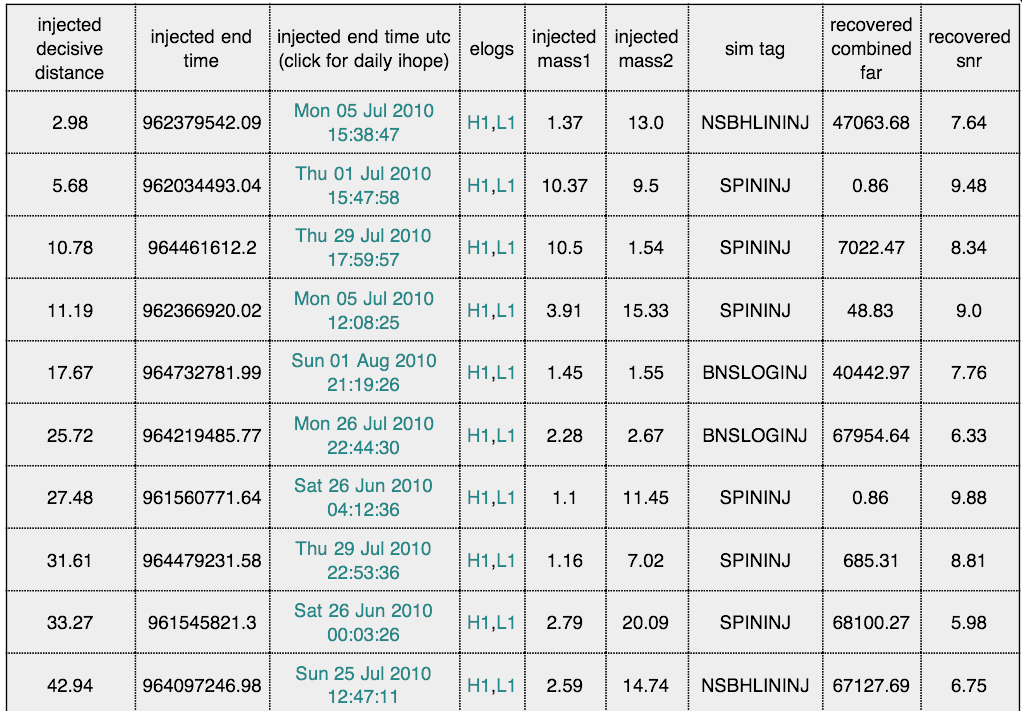 injected decisive distance | injected end time | injected end time utc (click for daily ihope) | elogs | injected mass1 | injected mass2 | sim tag | recovered combined far | recovered snr
2.98 | 962379542.09 | Mon 05 Jul 2010 15:38:47 | H1,L1 | 1.37 | 13.0 | NSBHLININJ | 47063.68 | 7.64
5.68 | 962034493.04 | Thu 01 Jul 2010 15:47:58 | H1,L1 | 10.37 | 9.5 | SPININJ | 0.86 | 9.48
10.78 | 964461612.2 | Thu 29 Jul 2010 17:59:57 | H1,L1 | 10.5 | 1.54 | SPININJ | 7022.47 | 8.34
11.19 | 962366920.02 | Mon 05 Jul 2010 12:08:25 | H1,L1 | 3.91 | 15.33 | SPININJ | 48.83 | 9.0
17.67 | 964732781.99 | Sun 01 Aug 2010 21:19:26 | H1,L1 | 1.45 | 1.55 | BNSLOGINJ | 40442.97 | 7.76
25.72 | 964219485.77 | Mon 26 Jul 2010 22:44:30 | H1,L1 | 2.28 | 2.67 | BNSLOGINJ | 67954.64 | 6.33
27.48 | 961560771.64 | Sat 26 Jun 2010 04:12:36 | H1,L1 | 1.1 | 11.45 | SPININJ | 0.86 | 9.88
31.61 | 964479231.58 | Thu 29 Jul 2010 22:53:36 | H1,L1 | 1.16 | 7.02 | SPININJ | 685.31 | 8.81
33.27 | 961545821.3 | Sat 26 Jun 2010 00:03:26 | H1,L1 | 2.79 | 20.09 | SPININJ | 68100.27 | 5.98
42.94 | 964097246.98 | Sun 25 Jul 2010 12:47:11 | H1,L1 | 2.59 | 14.74 | NSBHLININJ | 67127.69 | 6.75